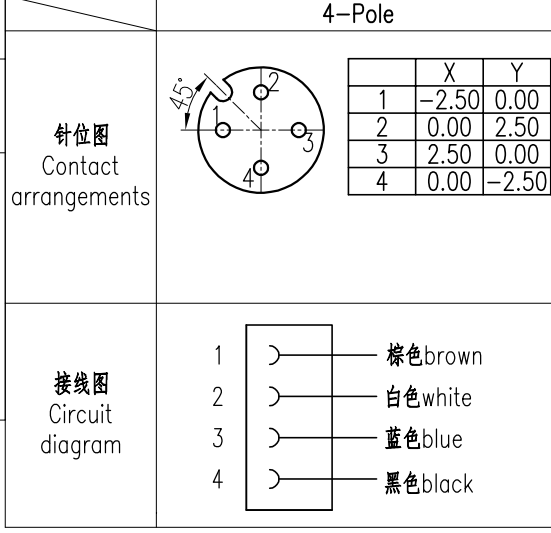 4-Pole
针位图
Contact
arrangements
45°
1
2
3
4
X Y
1 -2.50 0.00
2 0.00 2.50
3 2.50 0.00
4 0.00 -2.50
接线图
Circuit
diagram
1 棕色brown
2 白色white
3 蓝色blue
4 黑色black